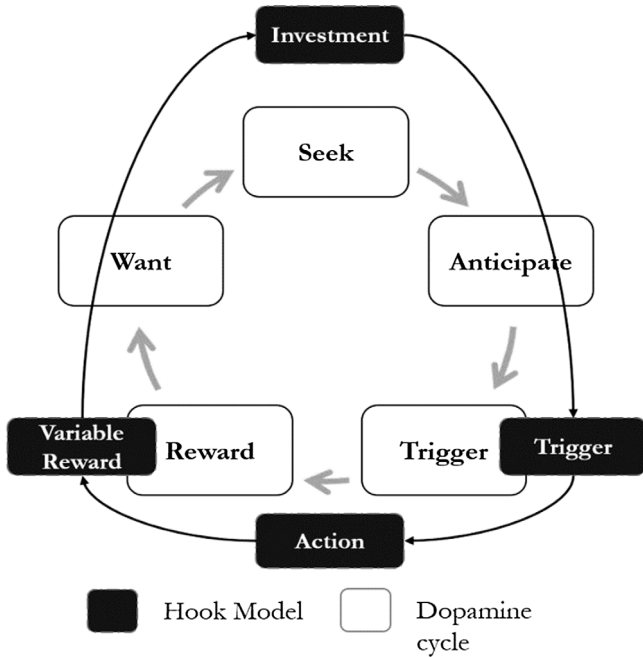 Investment
Seek
Want
Anticipate
Variable
Reward
Reward
Trigger
Trigger
Action
Hook Model
Dopamine
cycle